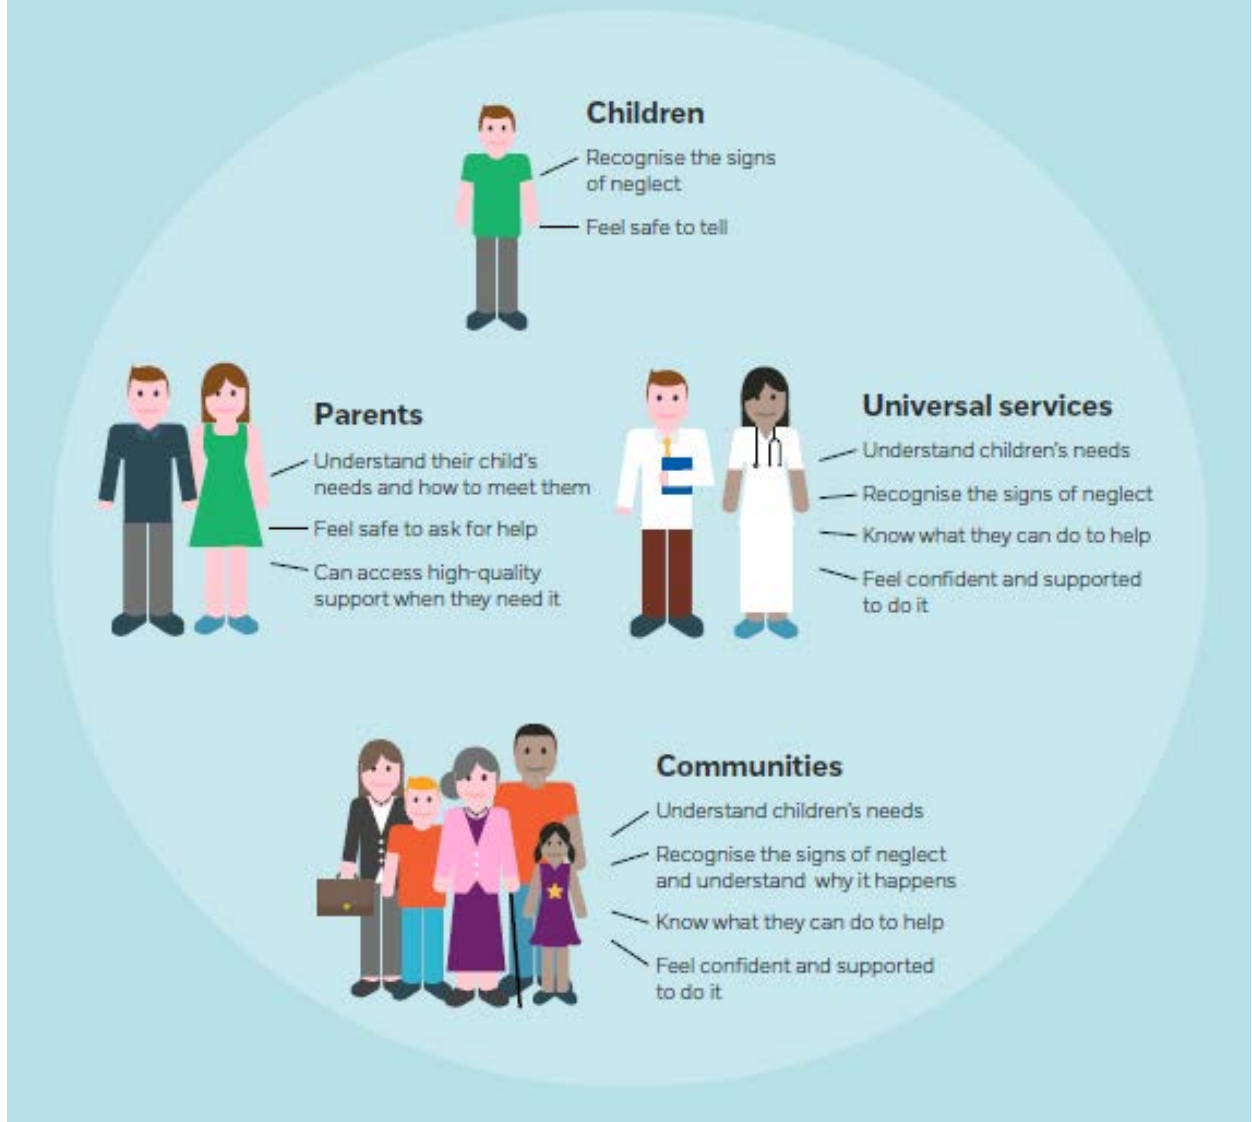 Children
Recognise the signs
of neglect
Feel safe to tell
Parents
Understand their child's
needs and how to meet them
Feel safe to ask for help
Can access high-quality
support when they need it
Universal services
Understand children's needs
Recognise the signs of neglect
Know what they can do to help
Feel confident and supported
to do it
Communities
Understand children's needs
Recognise the signs of neglect
and understand why it happens
Know what they can do to help
Feel confident and supported
to do it